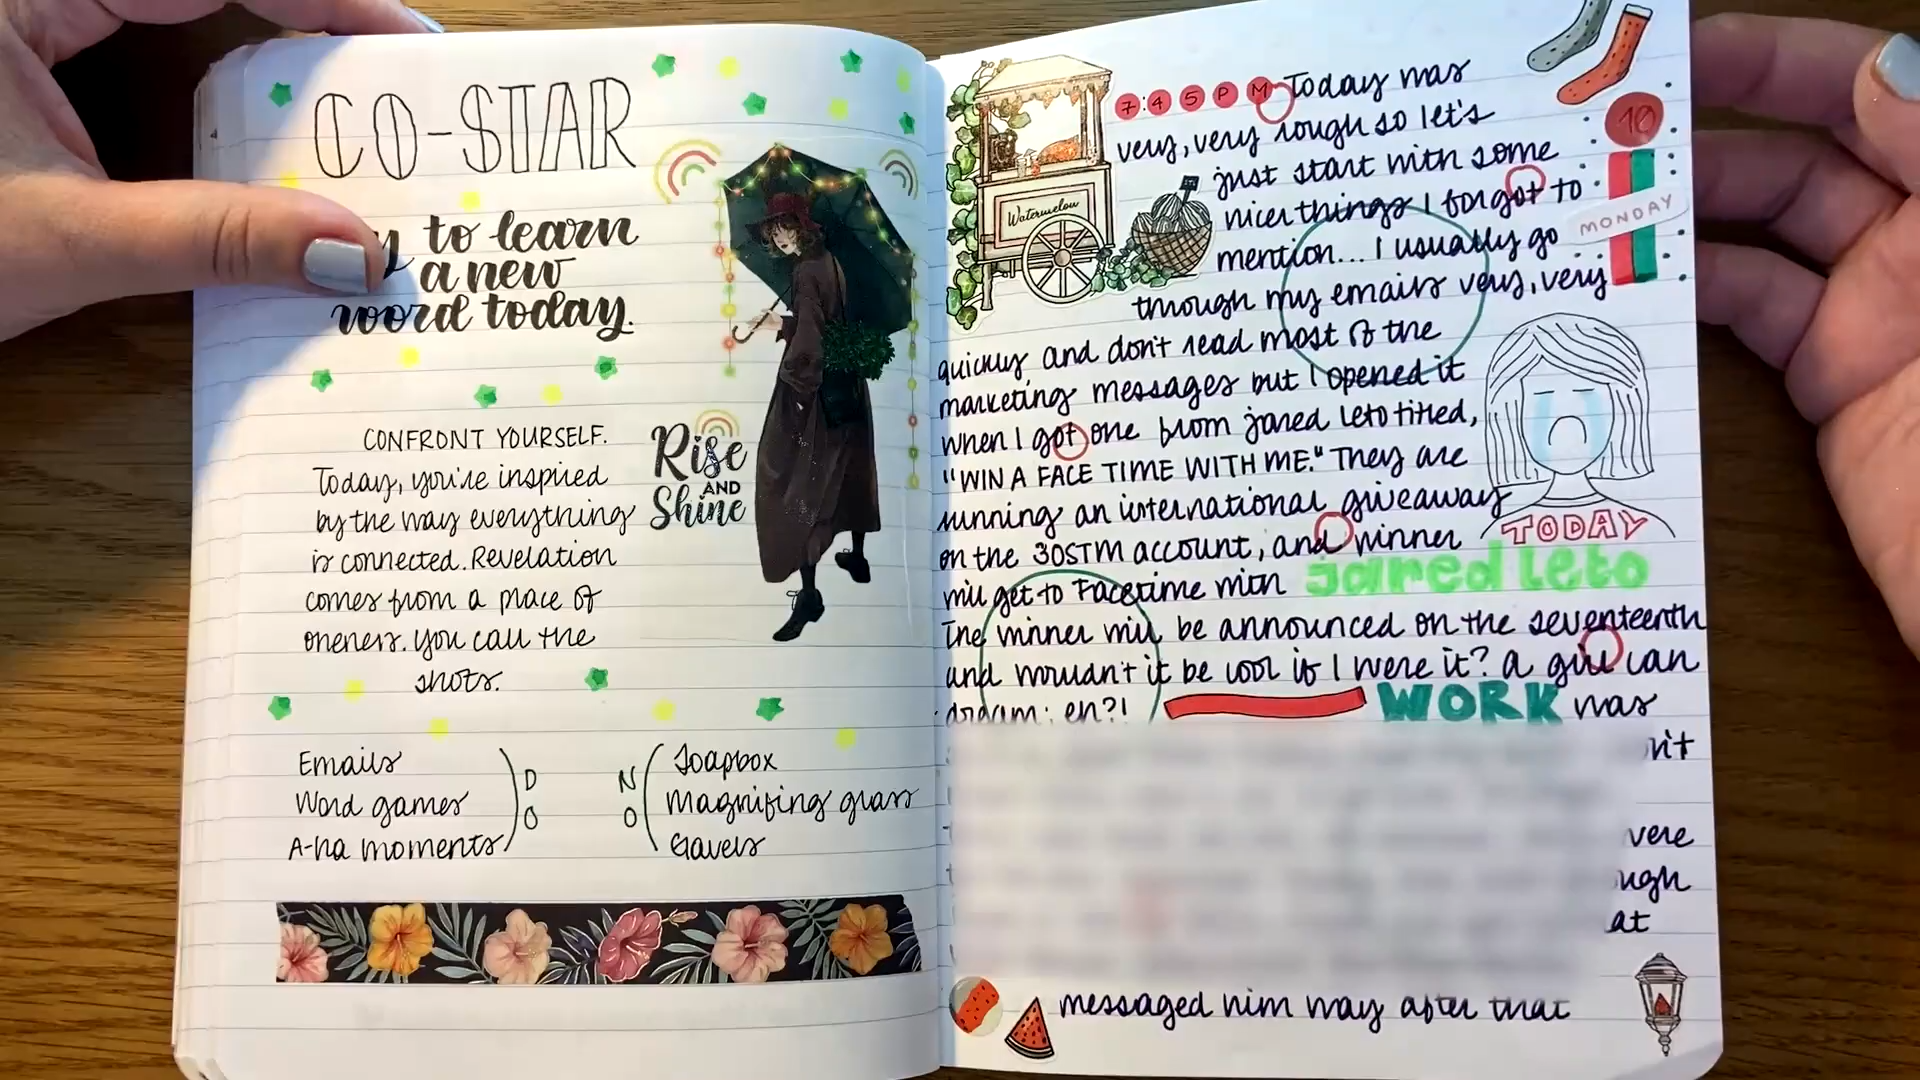 CO-STAR
to learn
a new
word today.
CONFRONT YOURSELF.
Today, you're inspired
by the way everything
is connected. Revelation
comes from a place of
oneness. You call the
shots.
Rise
AND
Shine
Emails
Word games
A-ha moments
DO
NO
Soapbox
Magnifing glass
Gavels
Watermelon
7:45PM Today was
very, very rough so let's
just start with some
nicer things I forgot to
mention... I usually go
through my emails very, very
quickly and don't read most of the
marketing messages but I opened it
when I got one from jared leto titled,
"WIN A FACE TIME WITH ME." They are
running an international giveaway
on the 30STM account, and winner
will get to Facetime with jared leto
The winner will be announced on the seventeenth
and wouldn't it be cool if I were it? a girl can
dream, eh?! WORK was
at
messaged him way after that
10
MONDAY
TODAY